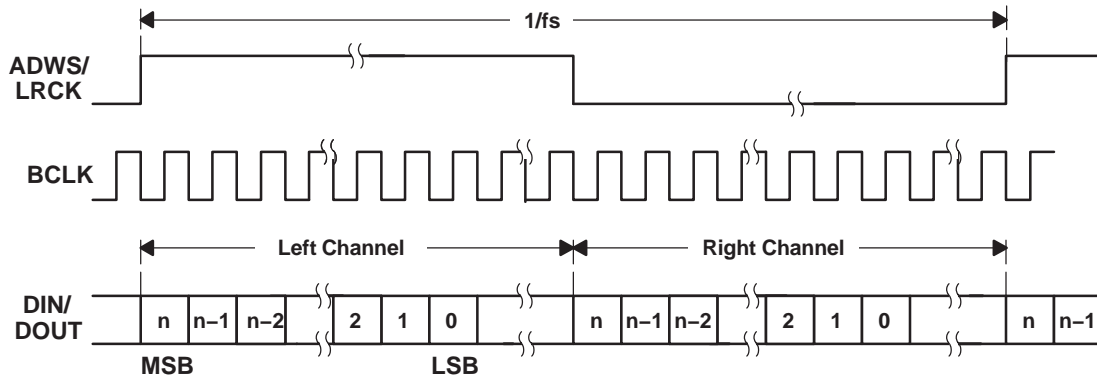 1/fs
ADWS/
LRCK
BCLK
Left Channel
Right Channel
DIN/
DOUT
n n−1 n−2 2 1 0 n n−1 n−2 2 1 0 n n−1
MSB LSB